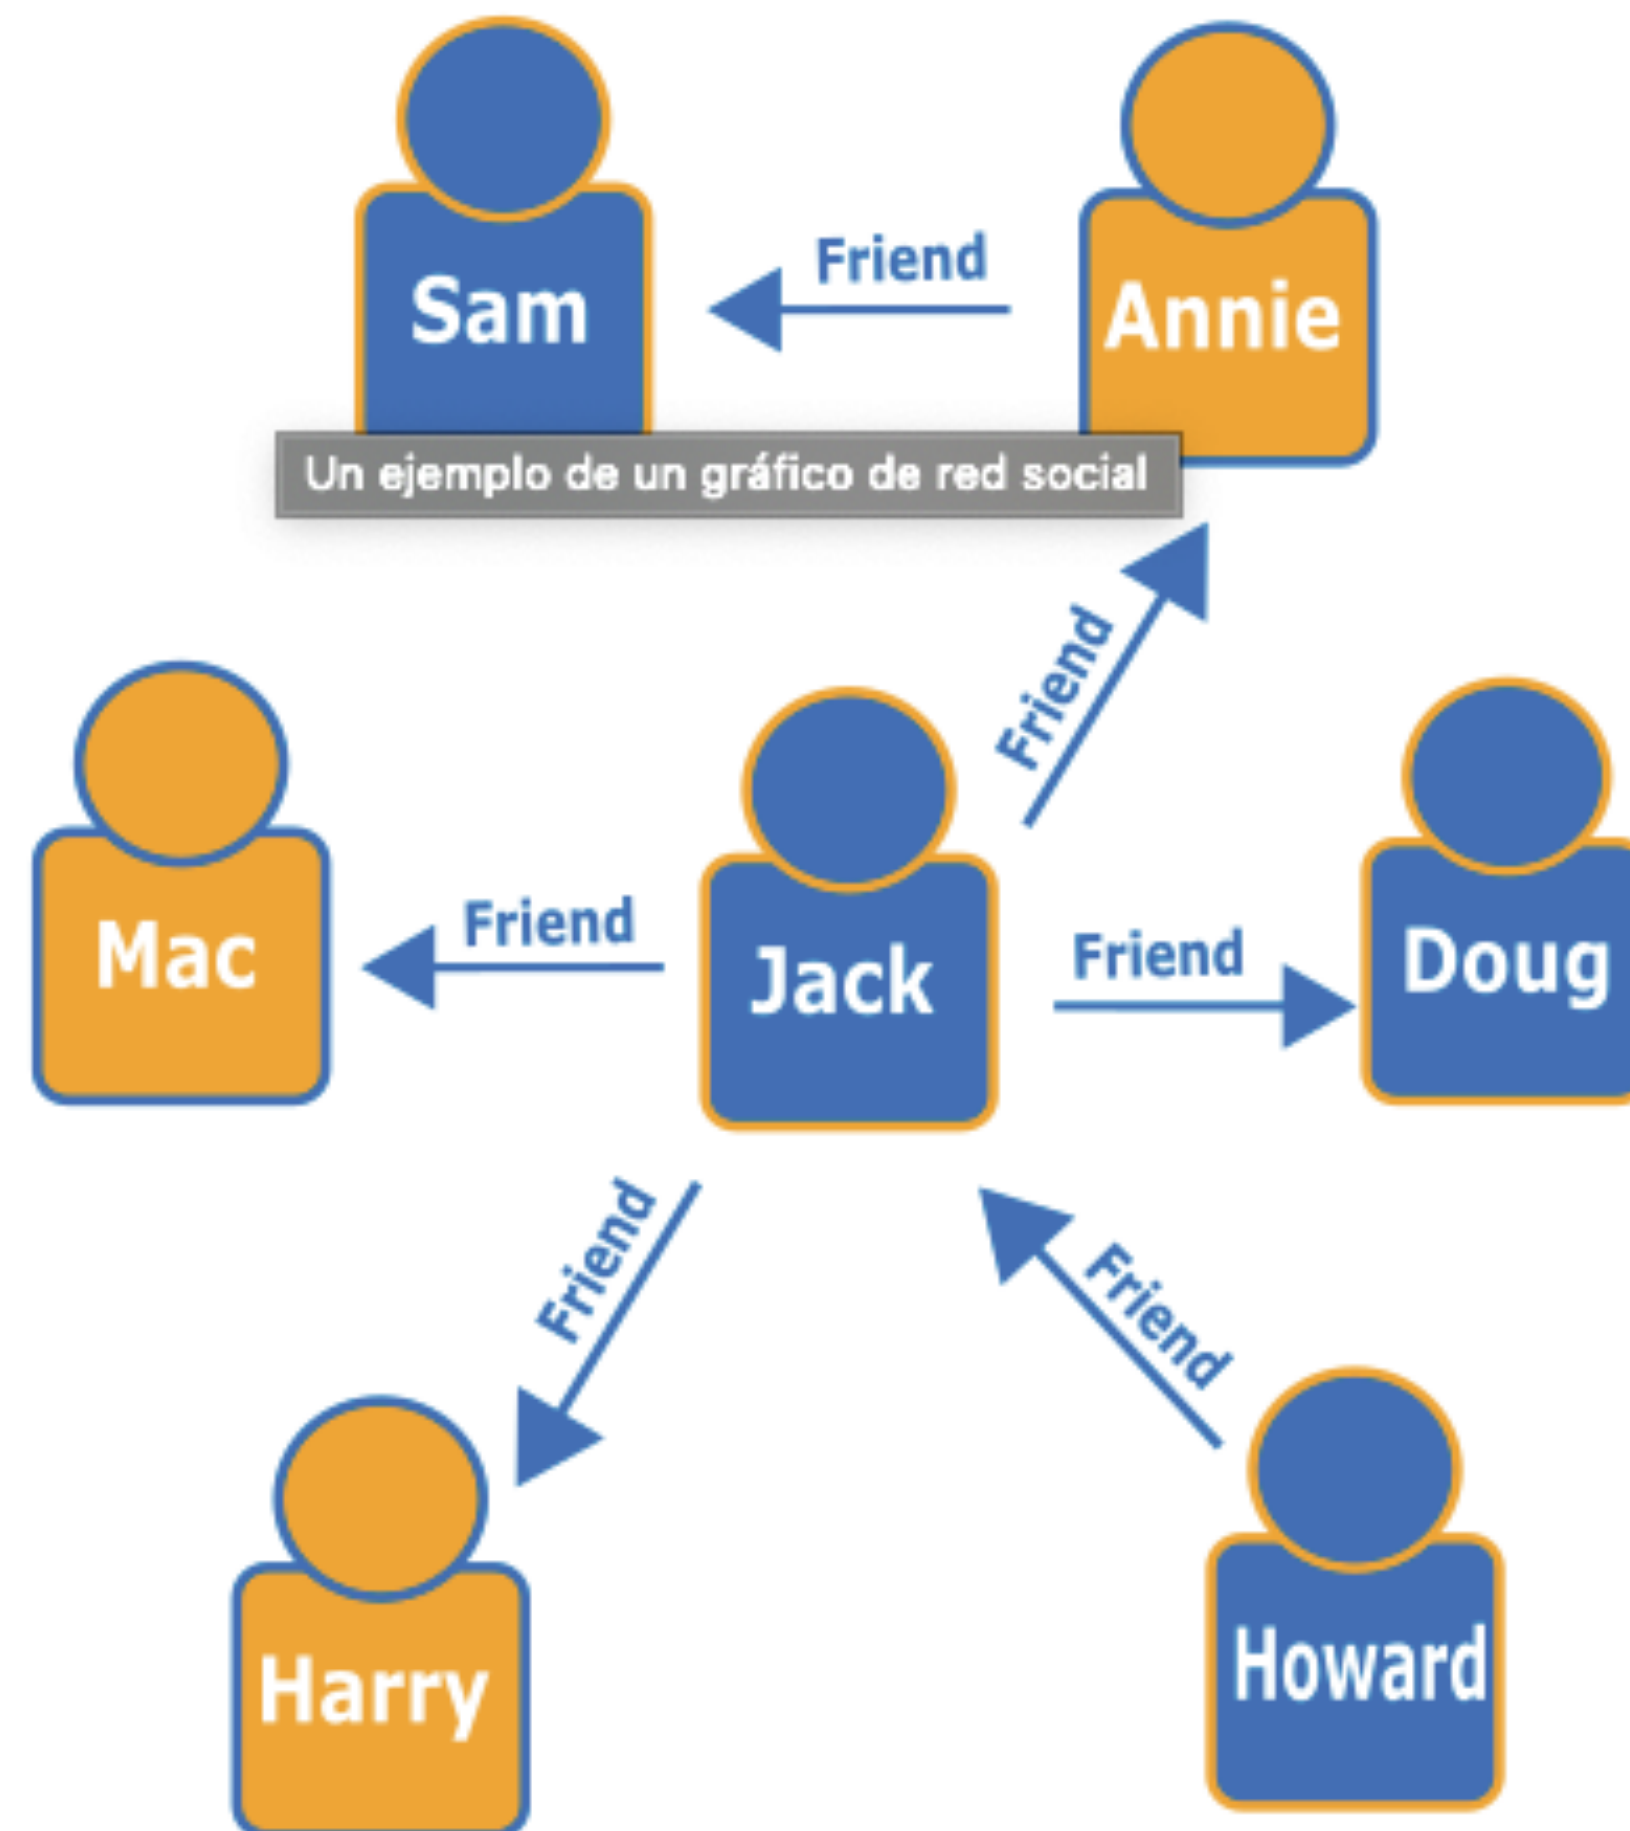 Friend
Sam
Annie
Un ejemplo de un gráfico de red social
Friend
Mac
Friend
Jack
Friend
Doug
Friend
Friend
Harry
Howard